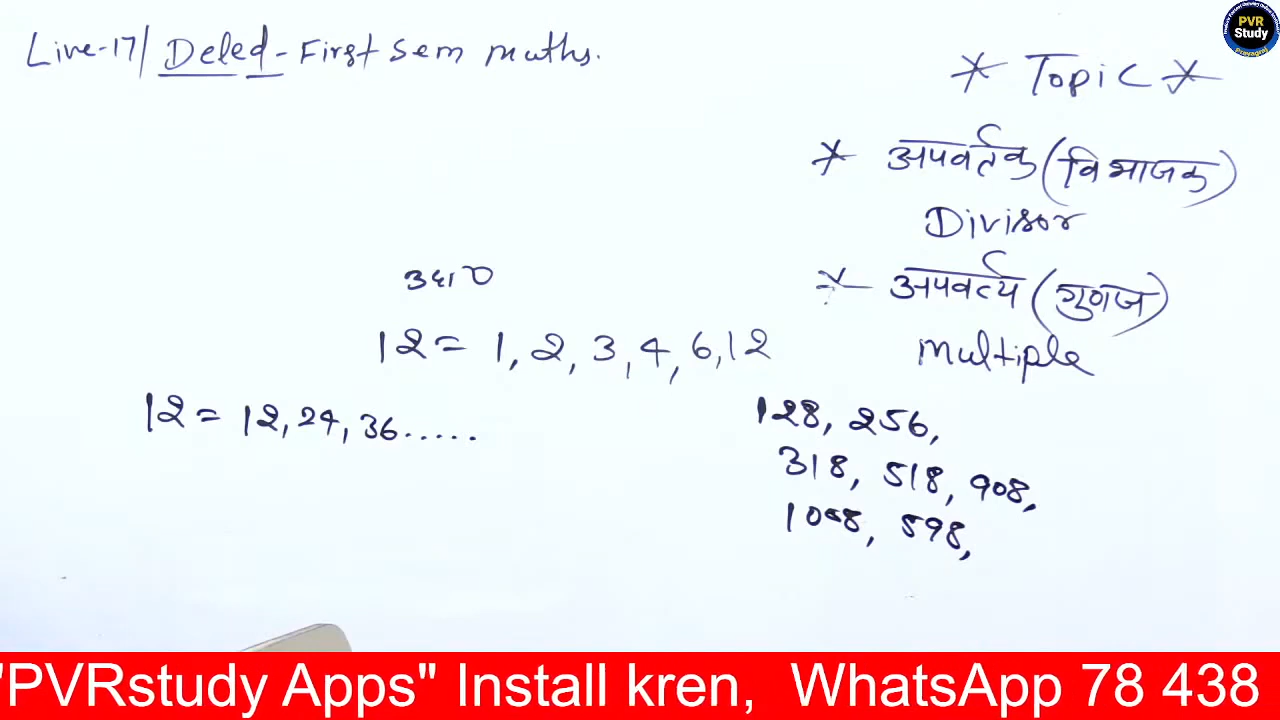 Live-17/ Deled - First Sem maths.
PVR
Study
Prayagraj
* Topic *
* अपवर्तक (विभाजक)
Divisor
* अपवर्त्य (गुणज)
multiple
12 = 1, 2, 3, 4, 6, 12
12 = 12, 24, 36.....
128, 256,
318, 518, 908,
1008, 598,
"PVRstudy Apps" Install kren, WhatsApp 78 438